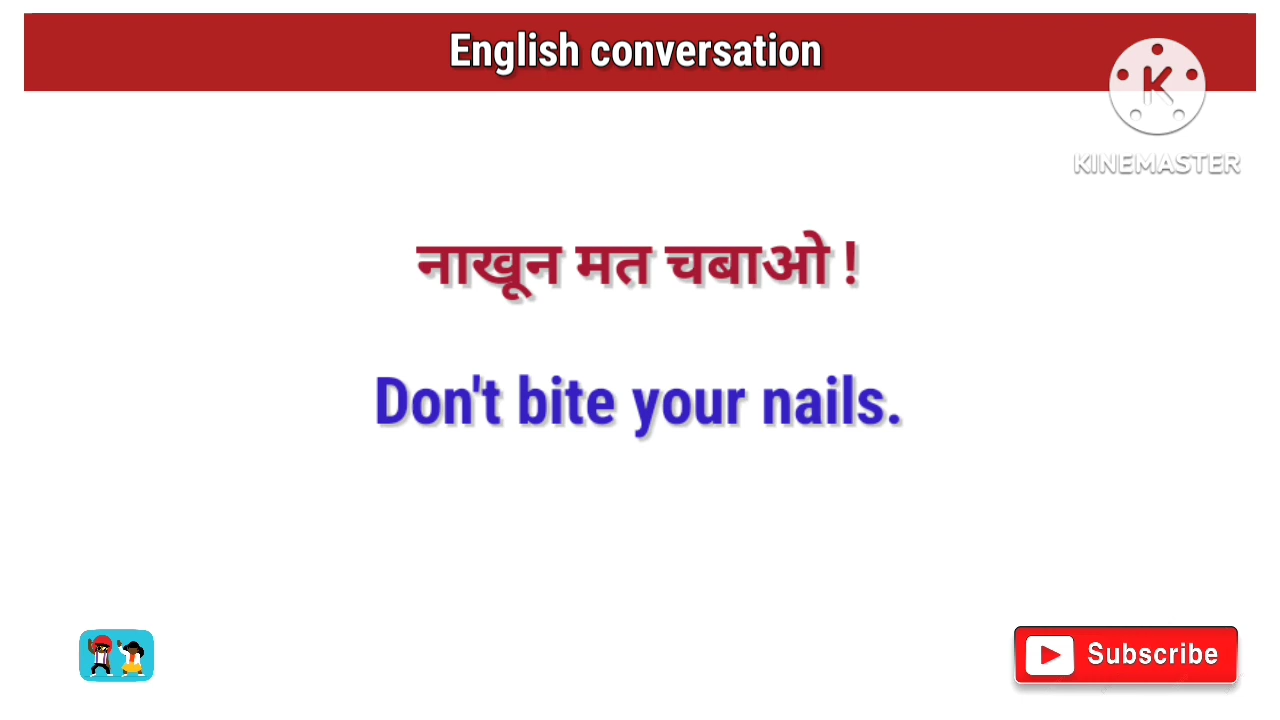 English conversation
K
KINEMASTER
नाखून मत चबाओ !
Don't bite your nails.
Subscribe